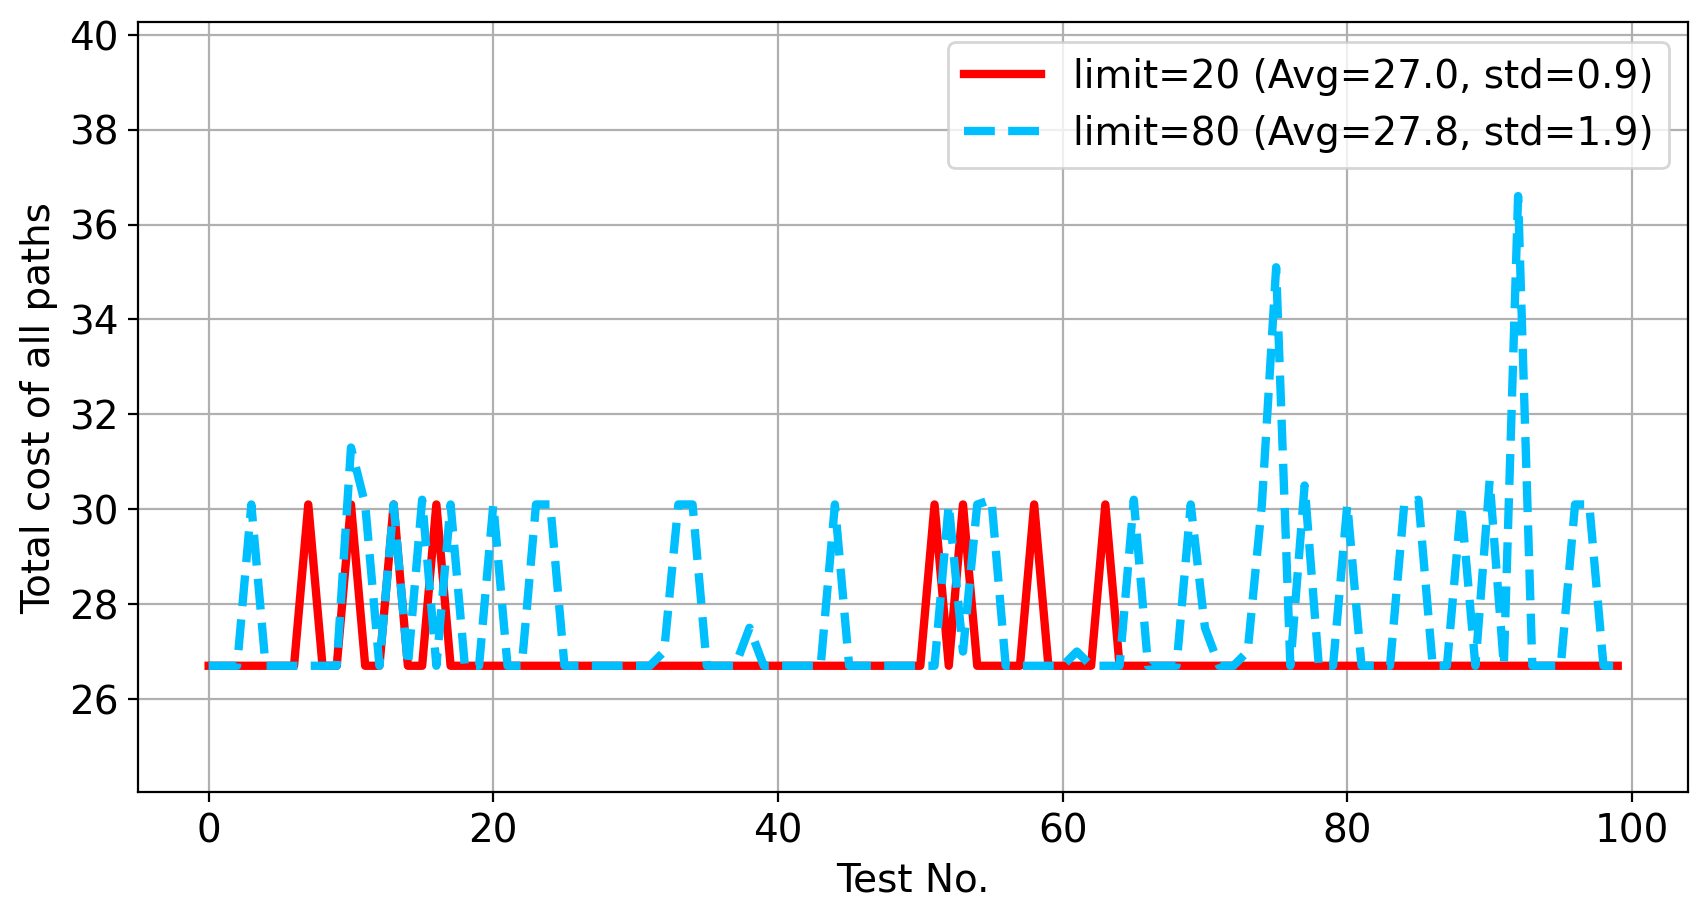 limit=20 (Avg=27.0, std=0.9)
limit=80 (Avg=27.8, std=1.9)
Total cost of all paths
40
38
36
34
32
30
28
26
0 20 40 60 80 100
Test No.